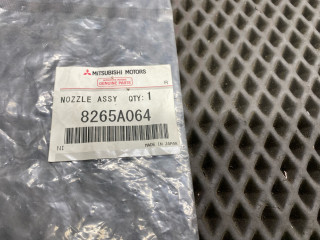 MITSUBISHI MOTORS
GENUINE PARTS
NOZZLE ASSY QTY: 1
8265A064
MADE IN JAPAN